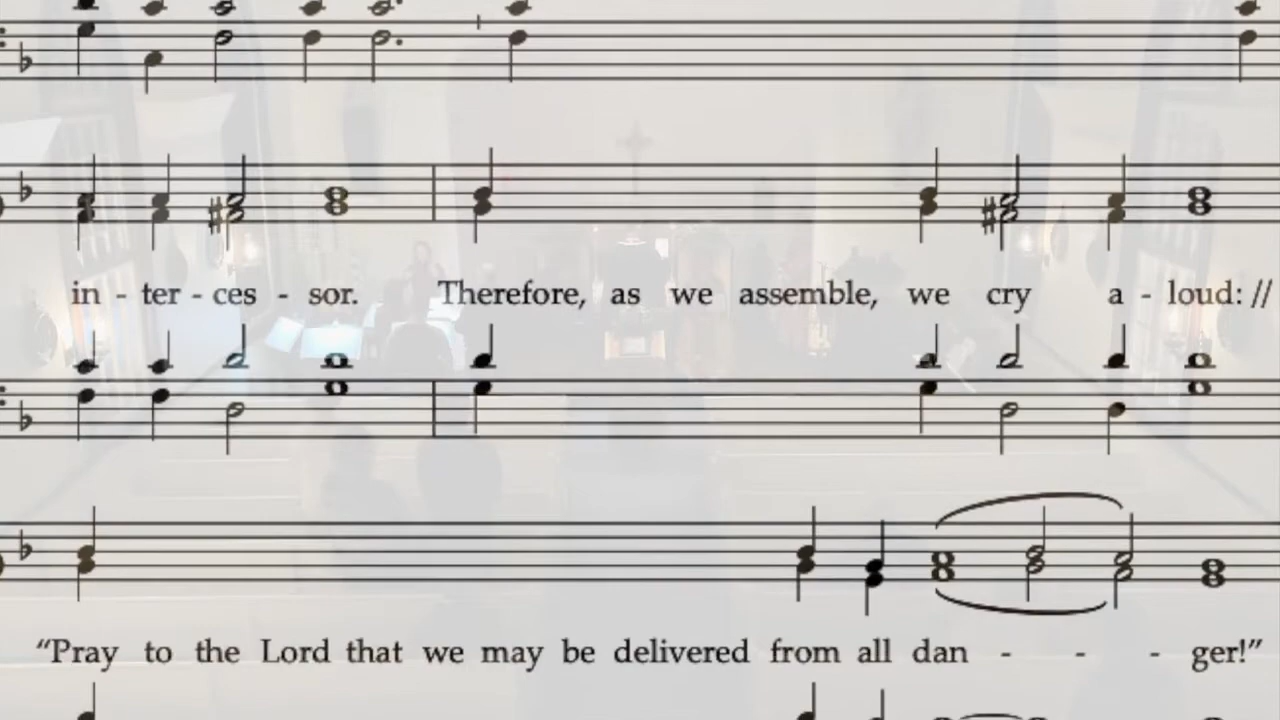 in - ter - ces - sor. Therefore, as we assemble, we cry a - loud: //
“Pray to the Lord that we may be delivered from all dan - - - ger!”